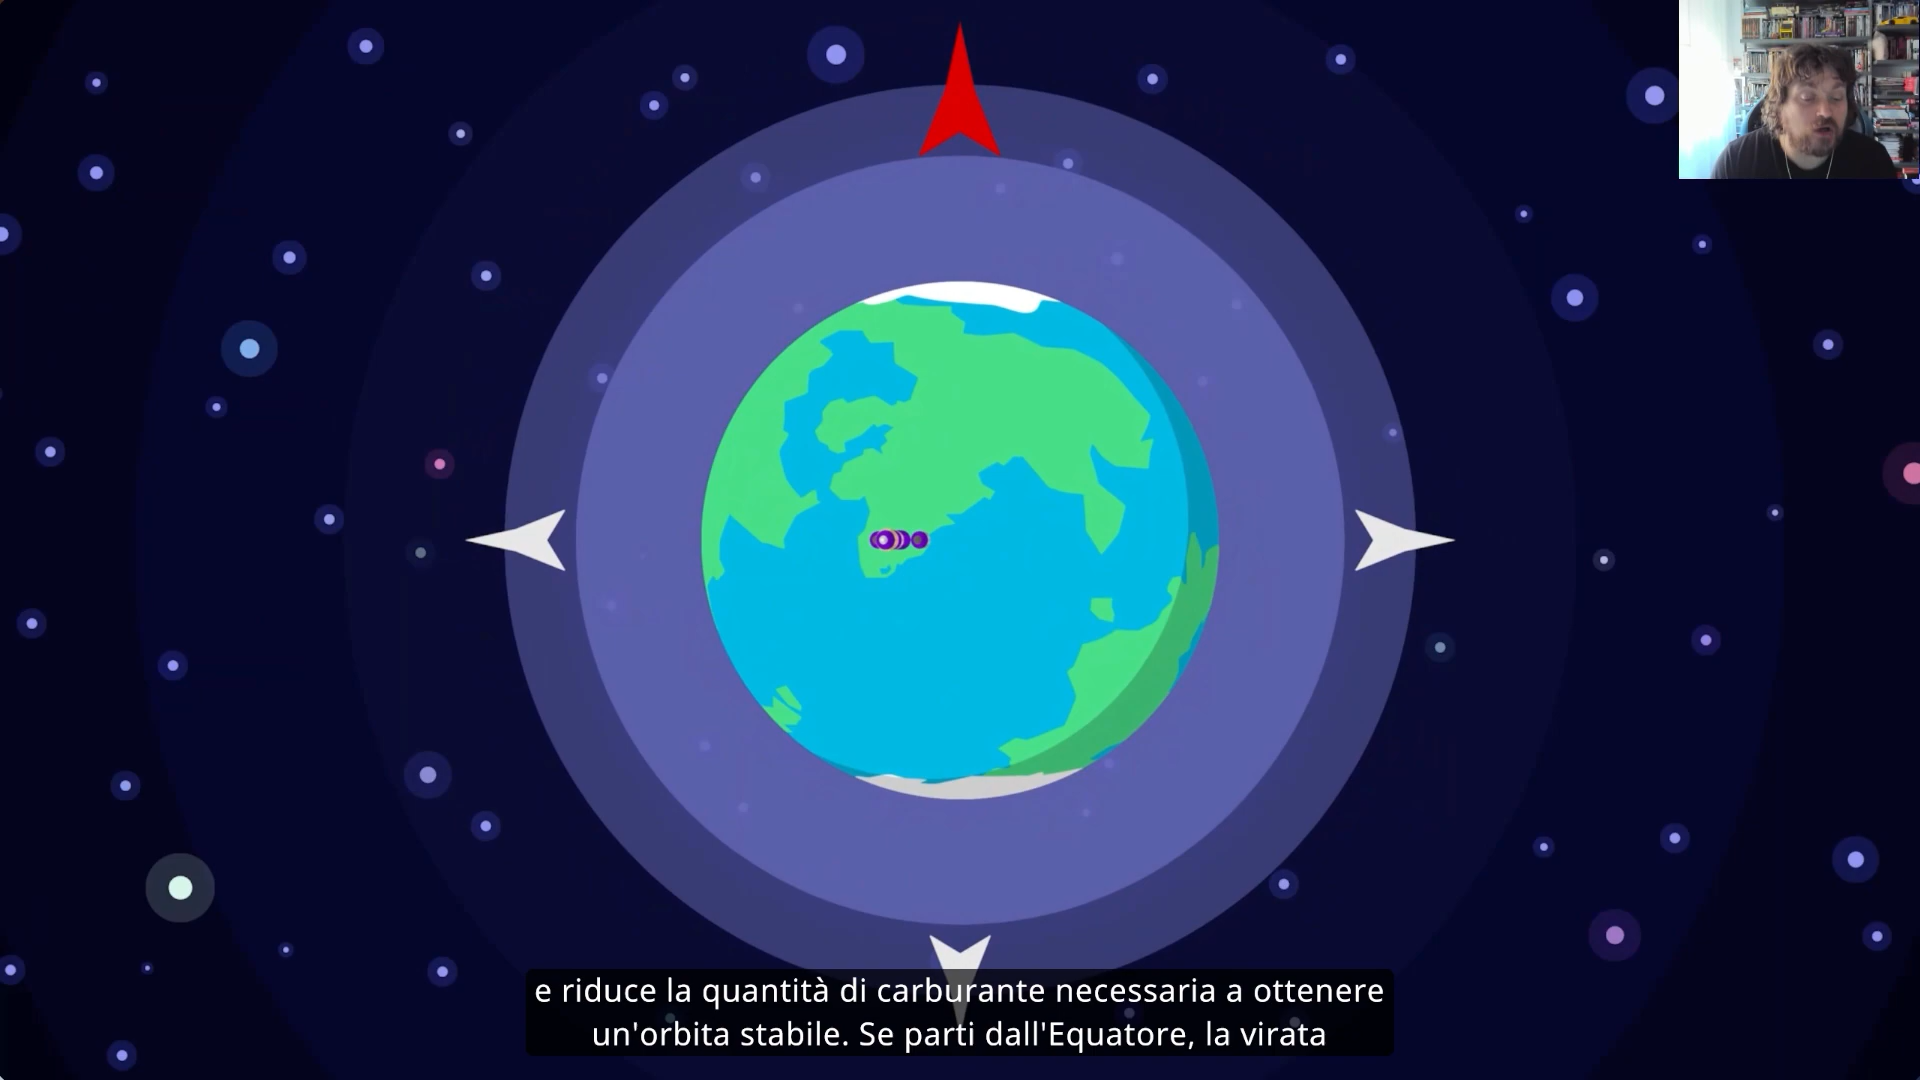 e riduce la quantità di carburante necessaria a ottenere
un'orbita stabile. Se parti dall'Equatore, la virata